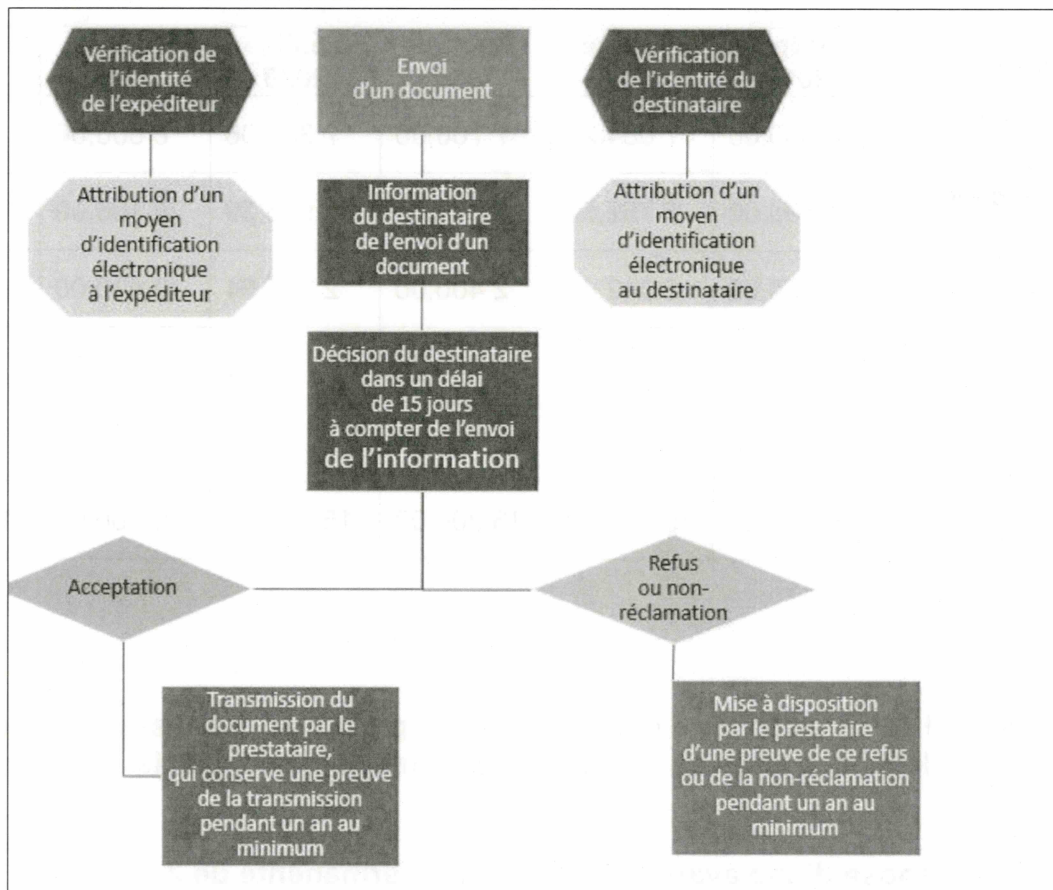 Vérification de
l'identité
de l'expéditeur
Envoi
d'un document
Vérification
de l'identité du
destinataire
Attribution d'un
moyen
d'identification
électronique
à l'expéditeur
Information
du destinataire
de l'envoi d'un
document
Attribution d'un
moyen
d'identification
électronique
au destinataire
Décision du destinataire
dans un délai
de 15 jours
à compter de l'envoi
de l'information
Acceptation
Refus
ou non-
réclamation
Transmission du
document par le
prestataire,
qui conserve une preuve
de la transmission
pendant un an au
minimum
Mise à disposition
par le prestataire
d'une preuve de ce refus
ou de la non-réclamation
pendant un an au
minimum